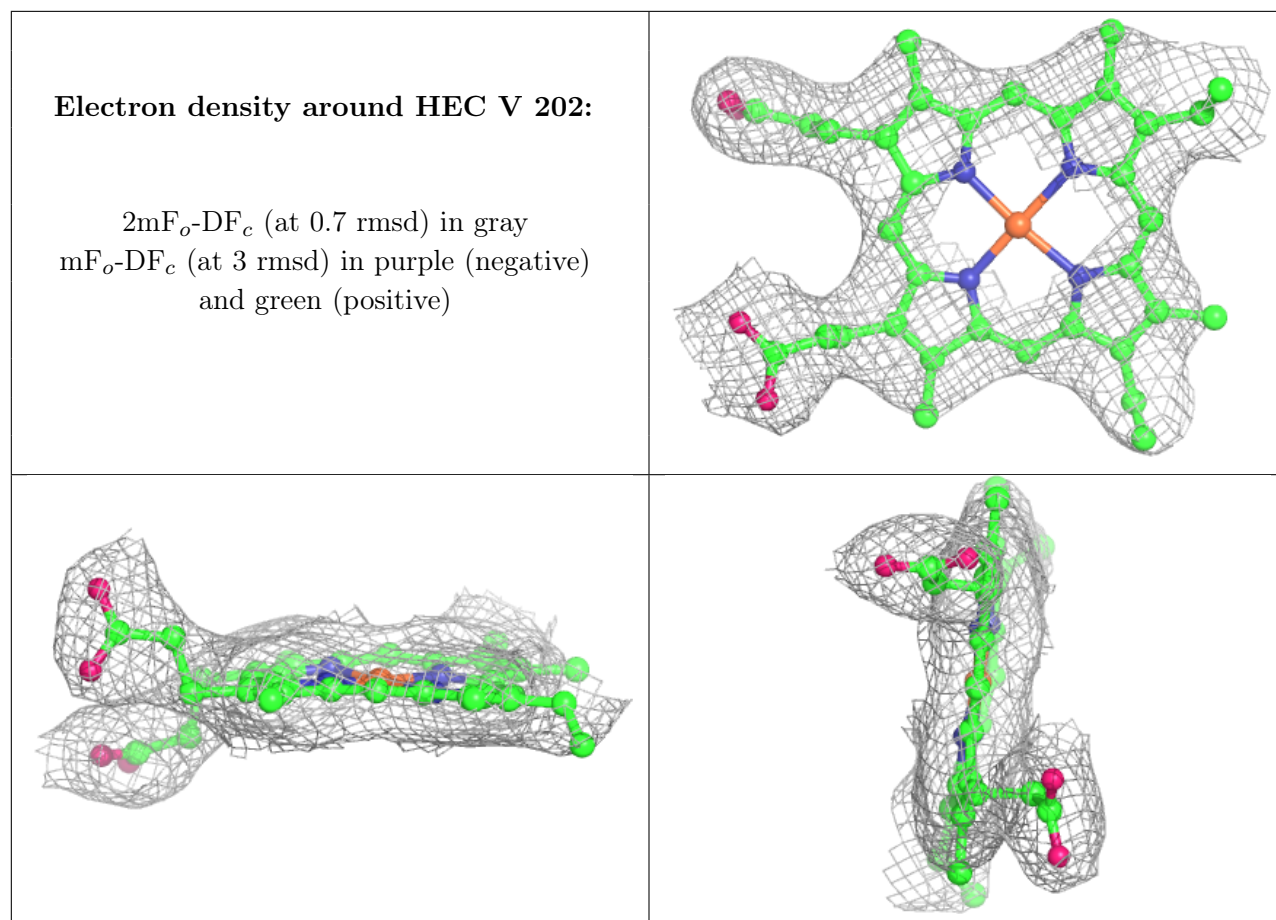 Electron density around HEC V 202:
2mFo-DFc (at 0.7 rmsd) in gray
mFo-DFc (at 3 rmsd) in purple (negative)
and green (positive)